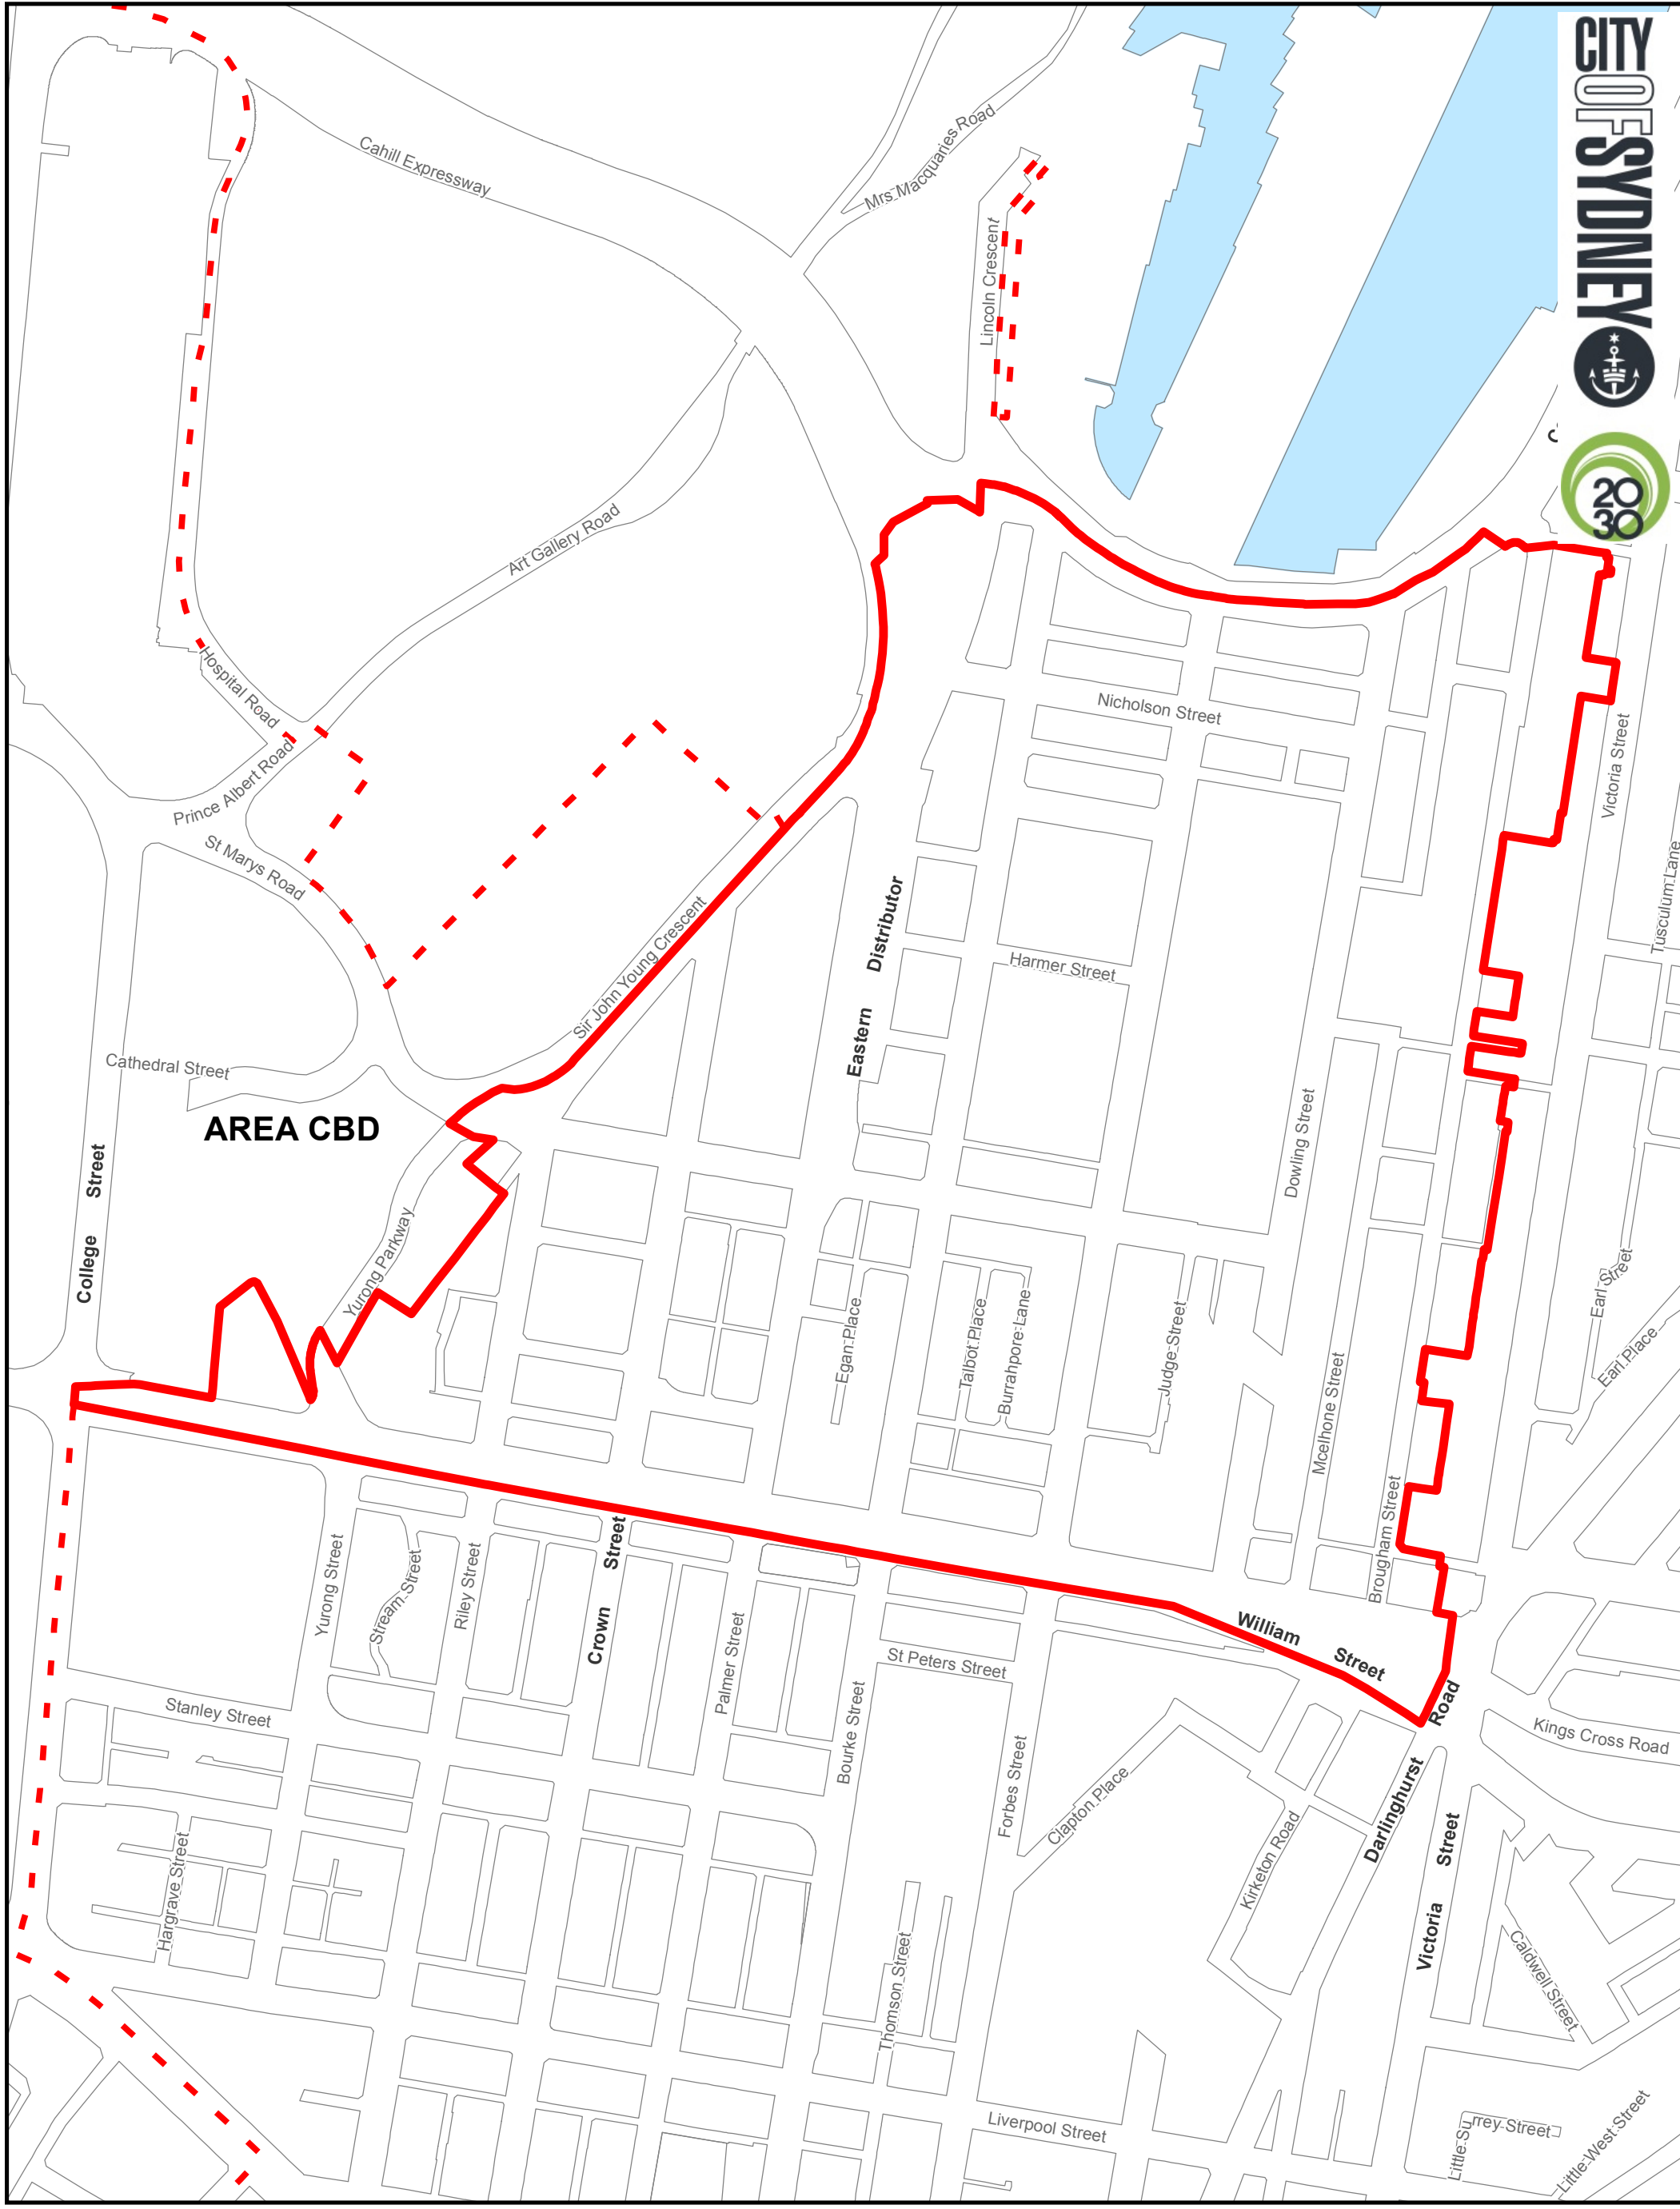 CITYOFSYDNEY
2030
Cahill Expressway
Mrs Macquaries Road
Lincoln Crescent
Art Gallery Road
Hospital Road
Prince Albert Road
St Marys Road
Nicholson Street
Victoria Street
Tusculum Lane
Eastern Distributor
Harmer Street
Sir John Young Crescent
Cathedral Street
AREA CBD
College Street
Yurong Parkway
Dowling Street
Egan Place
Talbot Place
Burrahpore Lane
Judge Street
Mcelhone Street
Brougham Street
Earl Street
Earl Place
Yurong Street
Stream Street
Riley Street
Crown Street
Palmer Street
Bourke Street
St Peters Street
William Street
Stanley Street
Forbes Street
Clapton Place
Kirketon Road
Darlinghurst Road
Kings Cross Road
Victoria Street
Hargrave Street
Thomson Street
Caldwell Street
Liverpool Street
Little Surrey Street
Little West Street